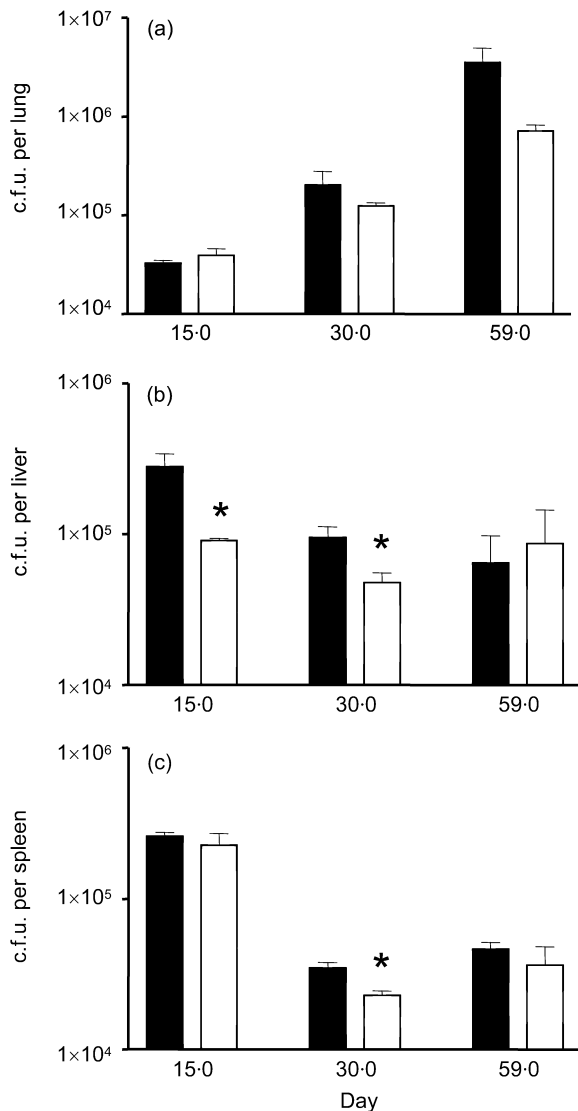 (a)
c.f.u. per lung
1×10⁷
1×10⁶
1×10⁵
1×10⁴
15·0 30·0 59·0
(b)
c.f.u. per liver
1×10⁶
1×10⁵
1×10⁴
* *
15·0 30·0 59·0
(c)
c.f.u. per spleen
1×10⁶
1×10⁵
1×10⁴
*
15·0 30·0 59·0
Day